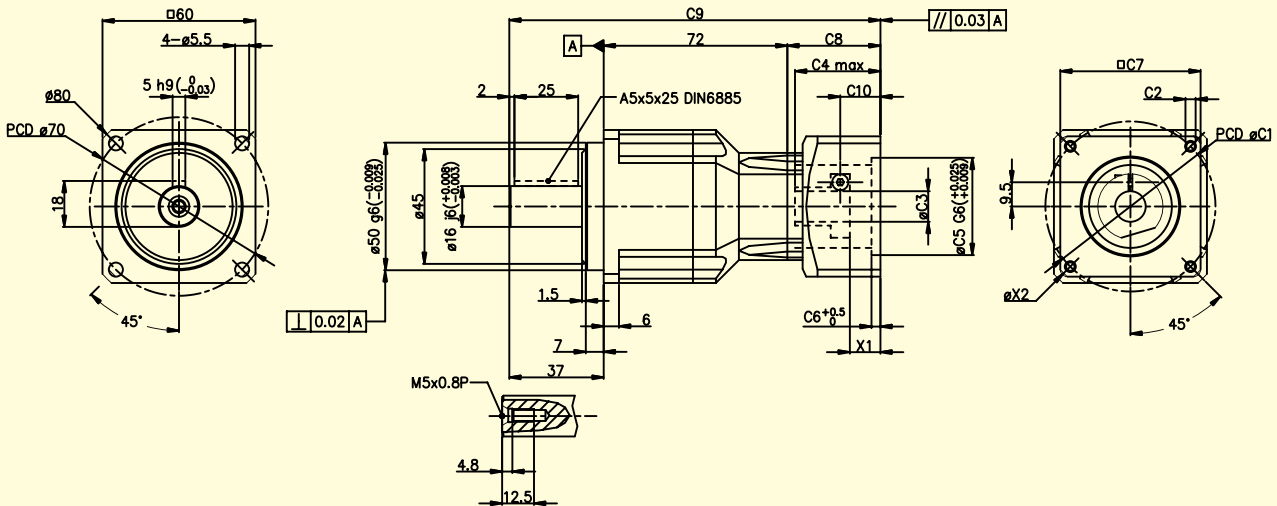 □60
4-ø5.5
5 h9( 0 -0.03)
ø80
PCD ø70
18
45°
C9
// 0.03 A
A
72
C8
C4 max
2
25
C10
A5x5x25 DIN6885
ø50 g6(-0.009 -0.025)
ø45
ø16 j6(+0.008 -0.003)
øC3
øC5 G6(+0.025 +0.009)
1.5
⊥ 0.02 A
6
C6+0.5 0
7
X1
37
M5x0.8P
4.8
12.5
□C7
C2
PCD øC1
9.5
øX2
45°